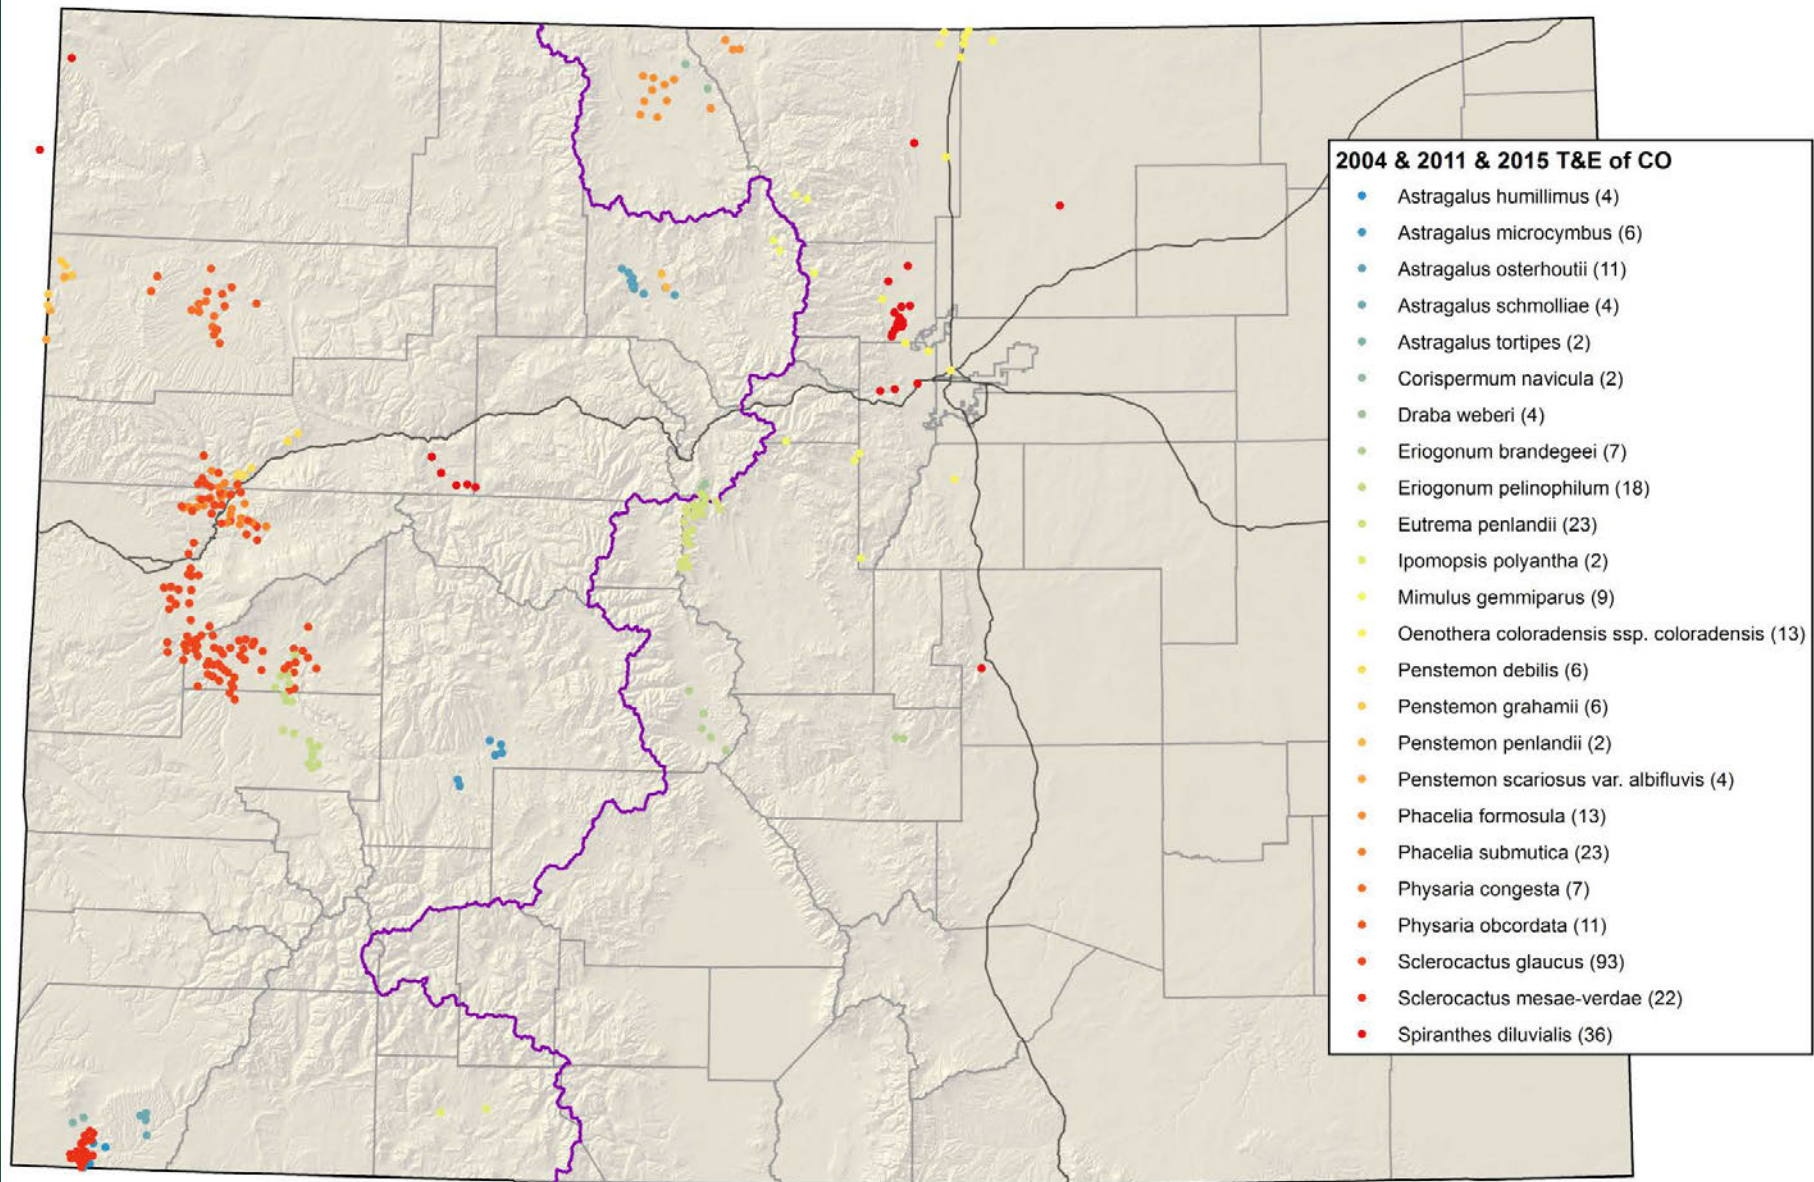 2004 & 2011 & 2015 T&E of CO
Astragalus humillimus (4)
Astragalus microcymbus (6)
Astragalus osterhoutii (11)
Astragalus schmolliae (4)
Astragalus tortipes (2)
Corispermum navicula (2)
Draba weberi (4)
Eriogonum brandegeei (7)
Eriogonum pelinophilum (18)
Eutrema penlandii (23)
Ipomopsis polyantha (2)
Mimulus gemmiparus (9)
Oenothera coloradensis ssp. coloradensis (13)
Penstemon debilis (6)
Penstemon grahamii (6)
Penstemon penlandii (2)
Penstemon scariosus var. albifluvis (4)
Phacelia formosula (13)
Phacelia submutica (23)
Physaria congesta (7)
Physaria obcordata (11)
Sclerocactus glaucus (93)
Sclerocactus mesae-verdae (22)
Spiranthes diluvialis (36)